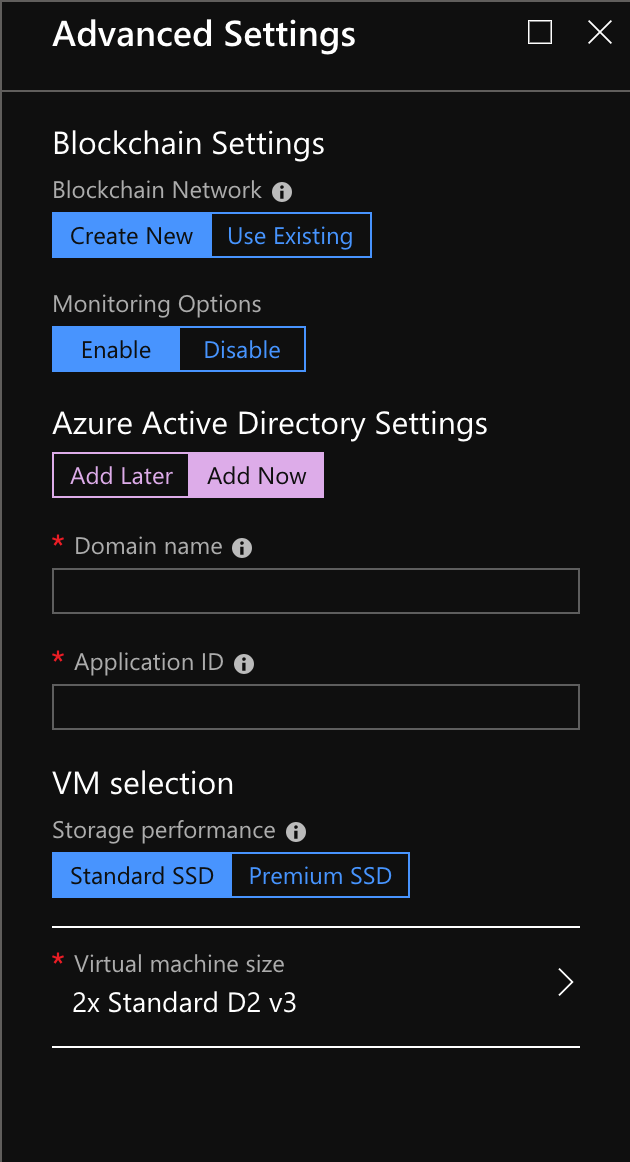 Advanced Settings
Blockchain Settings
Blockchain Network
Create New Use Existing
Monitoring Options
Enable Disable
Azure Active Directory Settings
Add Later Add Now
* Domain name
* Application ID
VM selection
Storage performance
Standard SSD Premium SSD
* Virtual machine size
2x Standard D2 v3